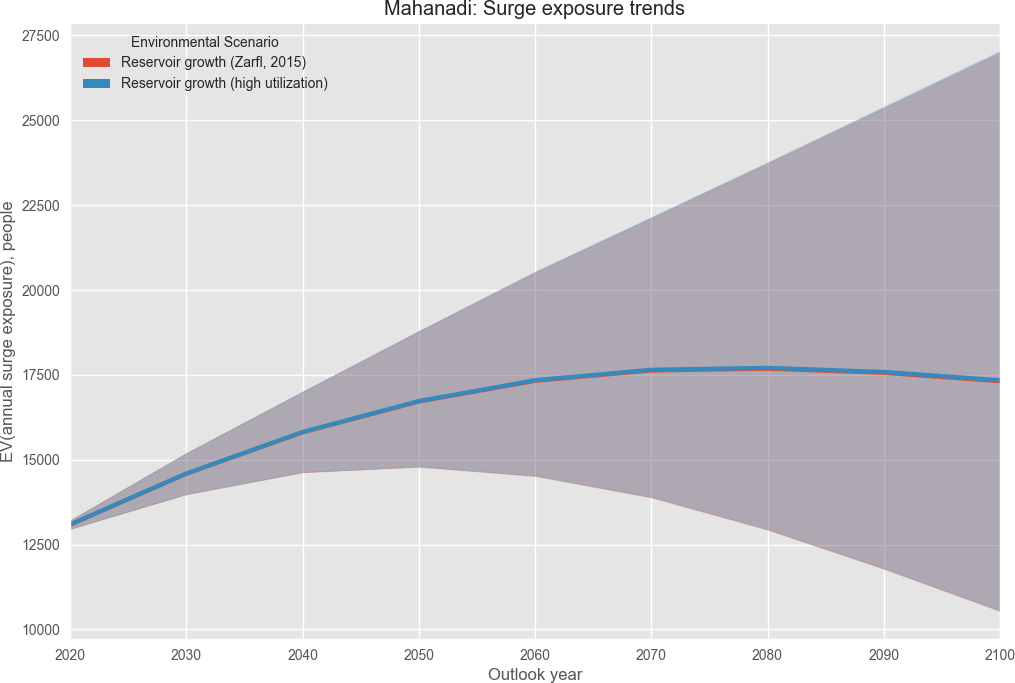 Mahanadi: Surge exposure trends
Environmental Scenario
Reservoir growth (Zarfl, 2015)
Reservoir growth (high utilization)
EV(annual surge exposure), people
27500
25000
22500
20000
17500
15000
12500
10000
2020 2030 2040 2050 2060 2070 2080 2090 2100
Outlook year